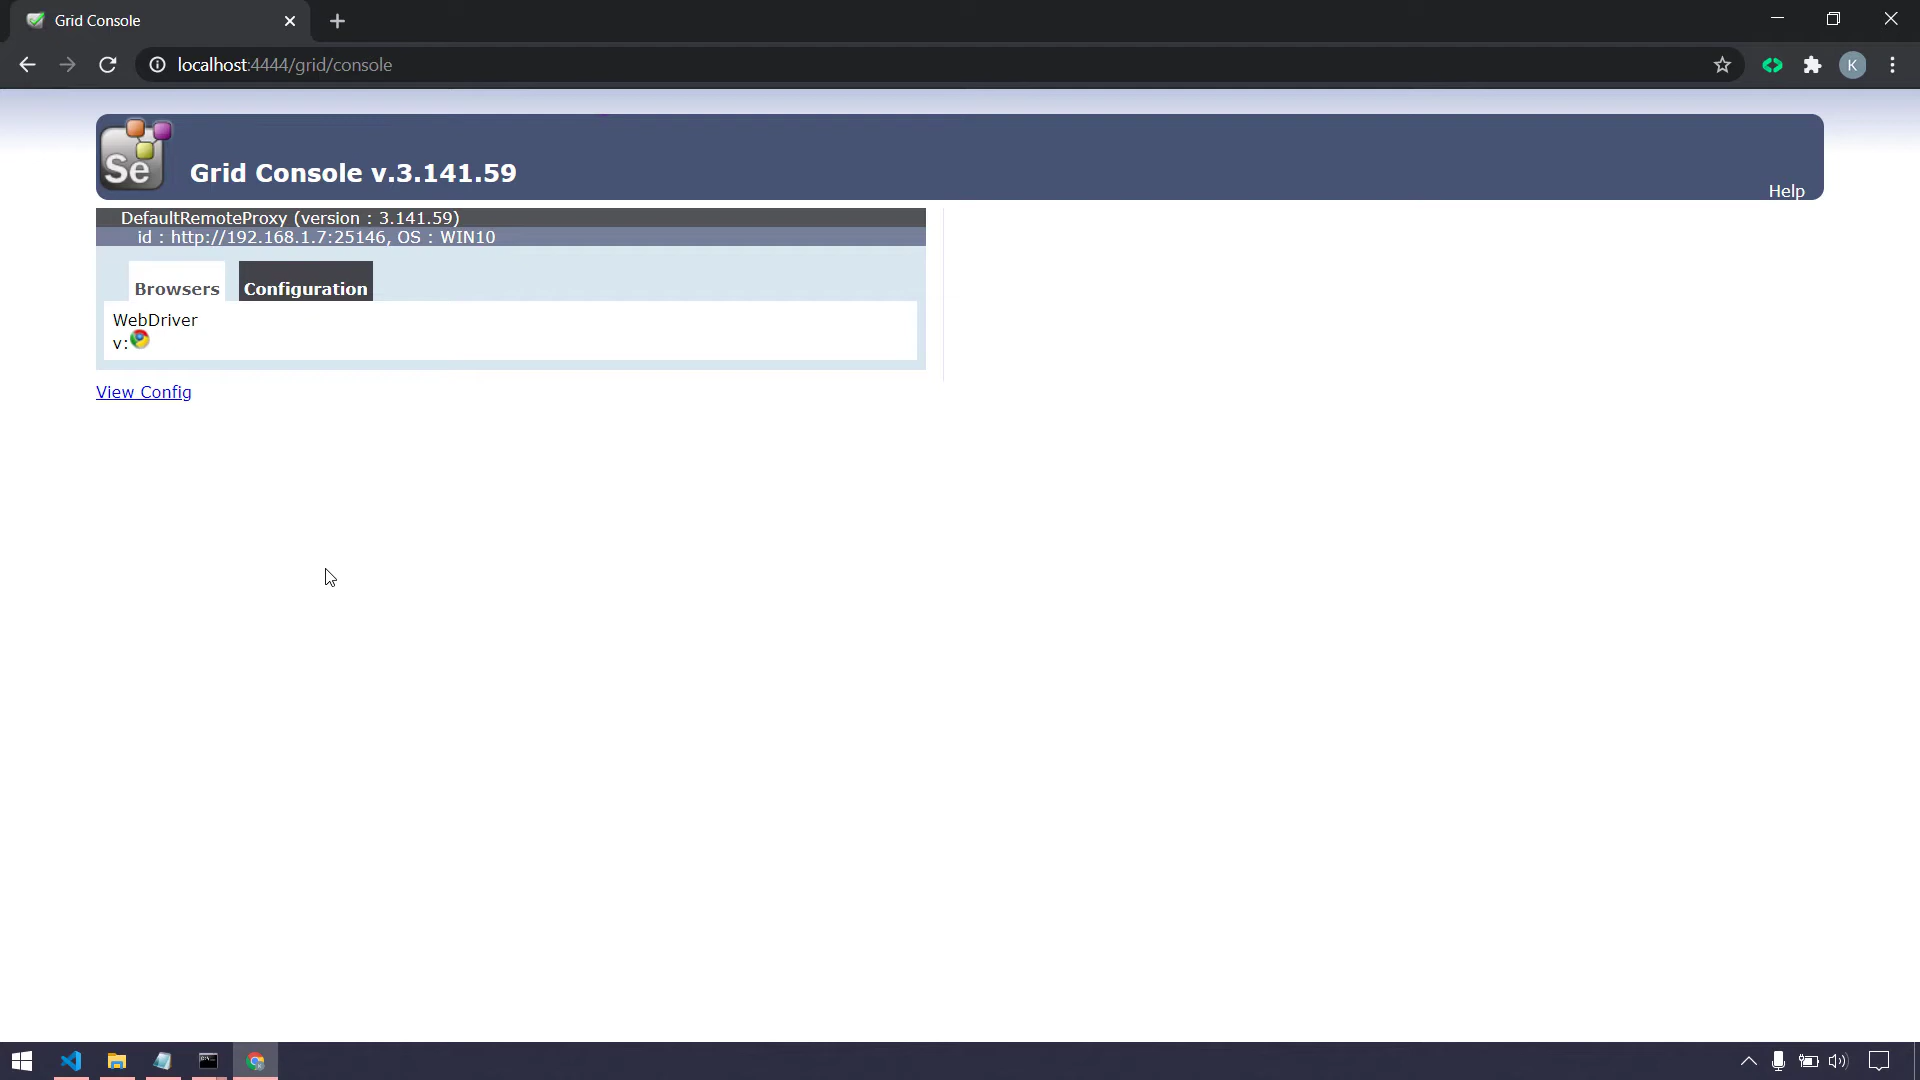 Grid Console
localhost:4444/grid/console
K
Se
Grid Console v.3.141.59
Help
DefaultRemoteProxy (version : 3.141.59)
id : http://192.168.1.7:25146, OS : WIN10
Browsers
Configuration
WebDriver
v:
View Config